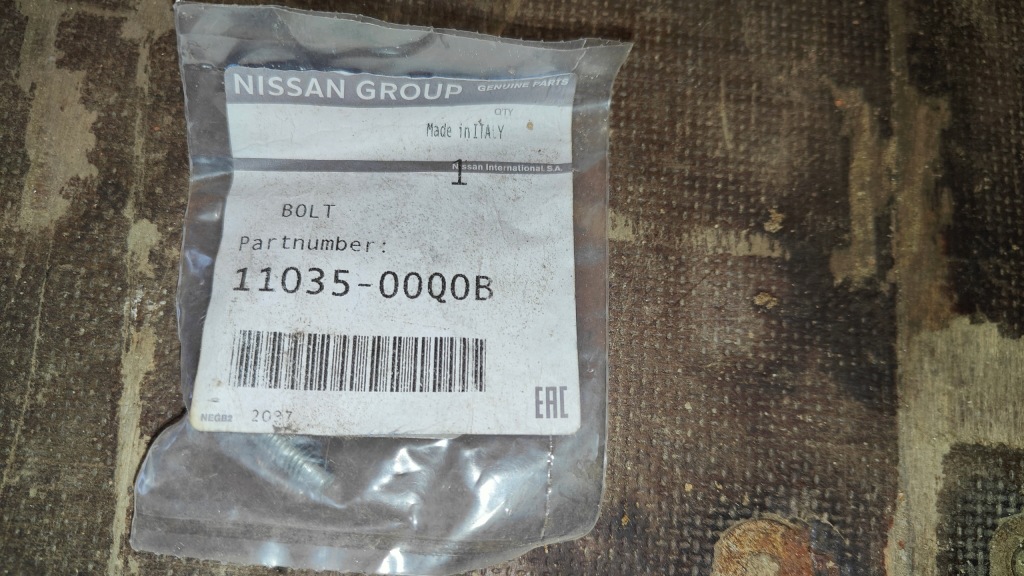 NISSAN GROUP GENUINE PARTS
QTY
Made in ITALY
Nissan International S.A.
1
BOLT
Partnumber:
11035-00Q0B
NEGB2 2037
EAC